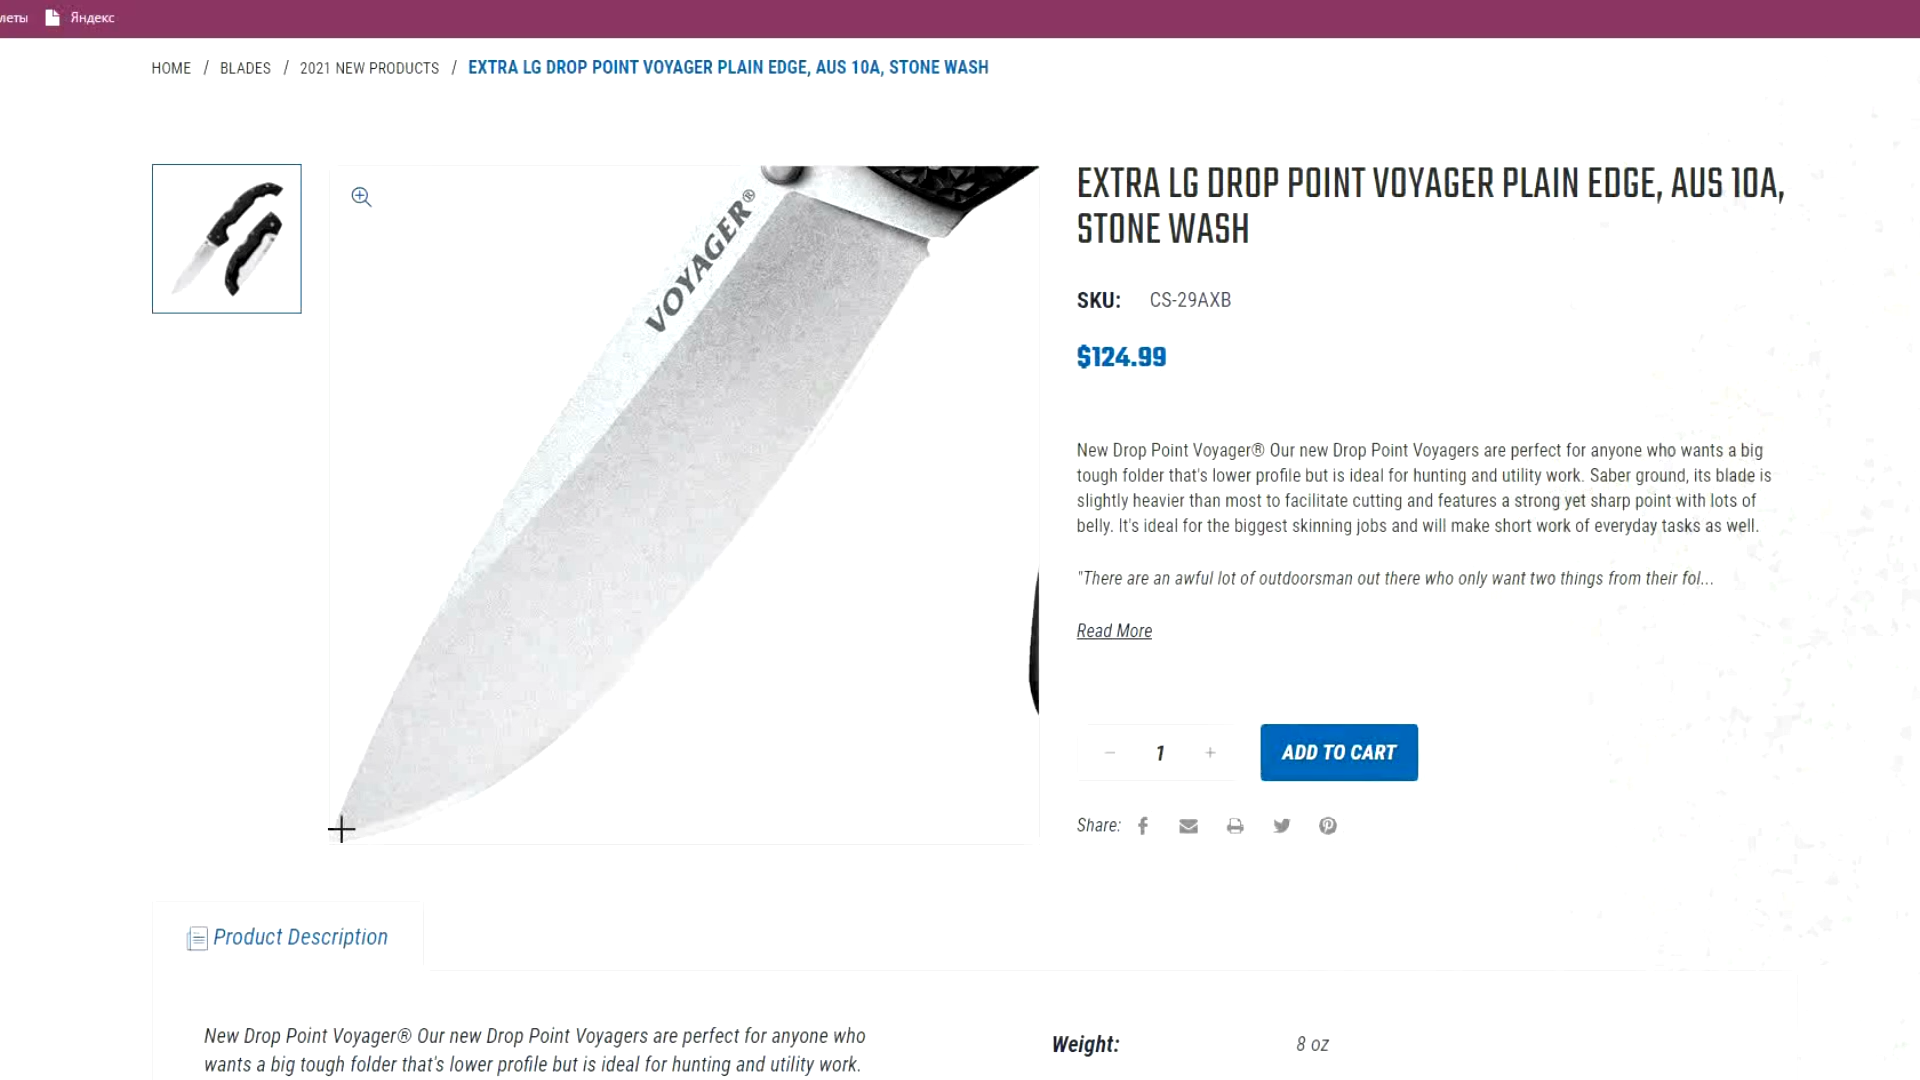 леты Яндекс
HOME / BLADES / 2021 NEW PRODUCTS / EXTRA LG DROP POINT VOYAGER PLAIN EDGE, AUS 10A, STONE WASH
VOYAGER®
EXTRA LG DROP POINT VOYAGER PLAIN EDGE, AUS 10A,
STONE WASH
SKU: CS-29AXB
$124.99
New Drop Point Voyager® Our new Drop Point Voyagers are perfect for anyone who wants a big
tough folder that's lower profile but is ideal for hunting and utility work. Saber ground, its blade is
slightly heavier than most to facilitate cutting and features a strong yet sharp point with lots of
belly. It's ideal for the biggest skinning jobs and will make short work of everyday tasks as well.
"There are an awful lot of outdoorsman out there who only want two things from their fol...
Read More
− 1 + ADD TO CART
Share:
Product Description
New Drop Point Voyager® Our new Drop Point Voyagers are perfect for anyone who
wants a big tough folder that's lower profile but is ideal for hunting and utility work.
Weight: 8 oz